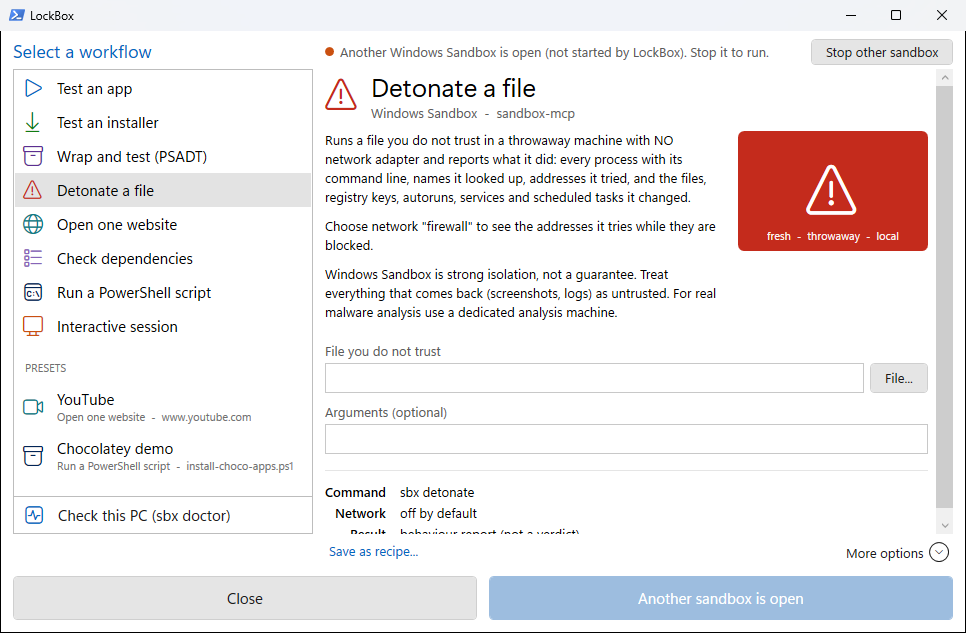 LockBox
Select a workflow
Another Windows Sandbox is open (not started by LockBox). Stop it to run.
Stop other sandbox
Test an app
Test an installer
Wrap and test (PSADT)
Detonate a file
Open one website
Check dependencies
C:\
Run a PowerShell script
Interactive session
PRESETS
YouTube
Open one website - www.youtube.com
Chocolatey demo
Run a PowerShell script - install-choco-apps.ps1
Check this PC (sbx doctor)
Detonate a file
Windows Sandbox - sandbox-mcp
Runs a file you do not trust in a throwaway machine with NO
network adapter and reports what it did: every process with its
command line, names it looked up, addresses it tried, and the files,
registry keys, autoruns, services and scheduled tasks it changed.
Choose network "firewall" to see the addresses it tries while they are
blocked.
Windows Sandbox is strong isolation, not a guarantee. Treat
everything that comes back (screenshots, logs) as untrusted. For real
malware analysis use a dedicated analysis machine.
fresh - throwaway - local
File you do not trust
File...
Arguments (optional)
Command sbx detonate
Network off by default
Result behaviour report (not a verdict)
Save as recipe...
More options
Close
Another sandbox is open